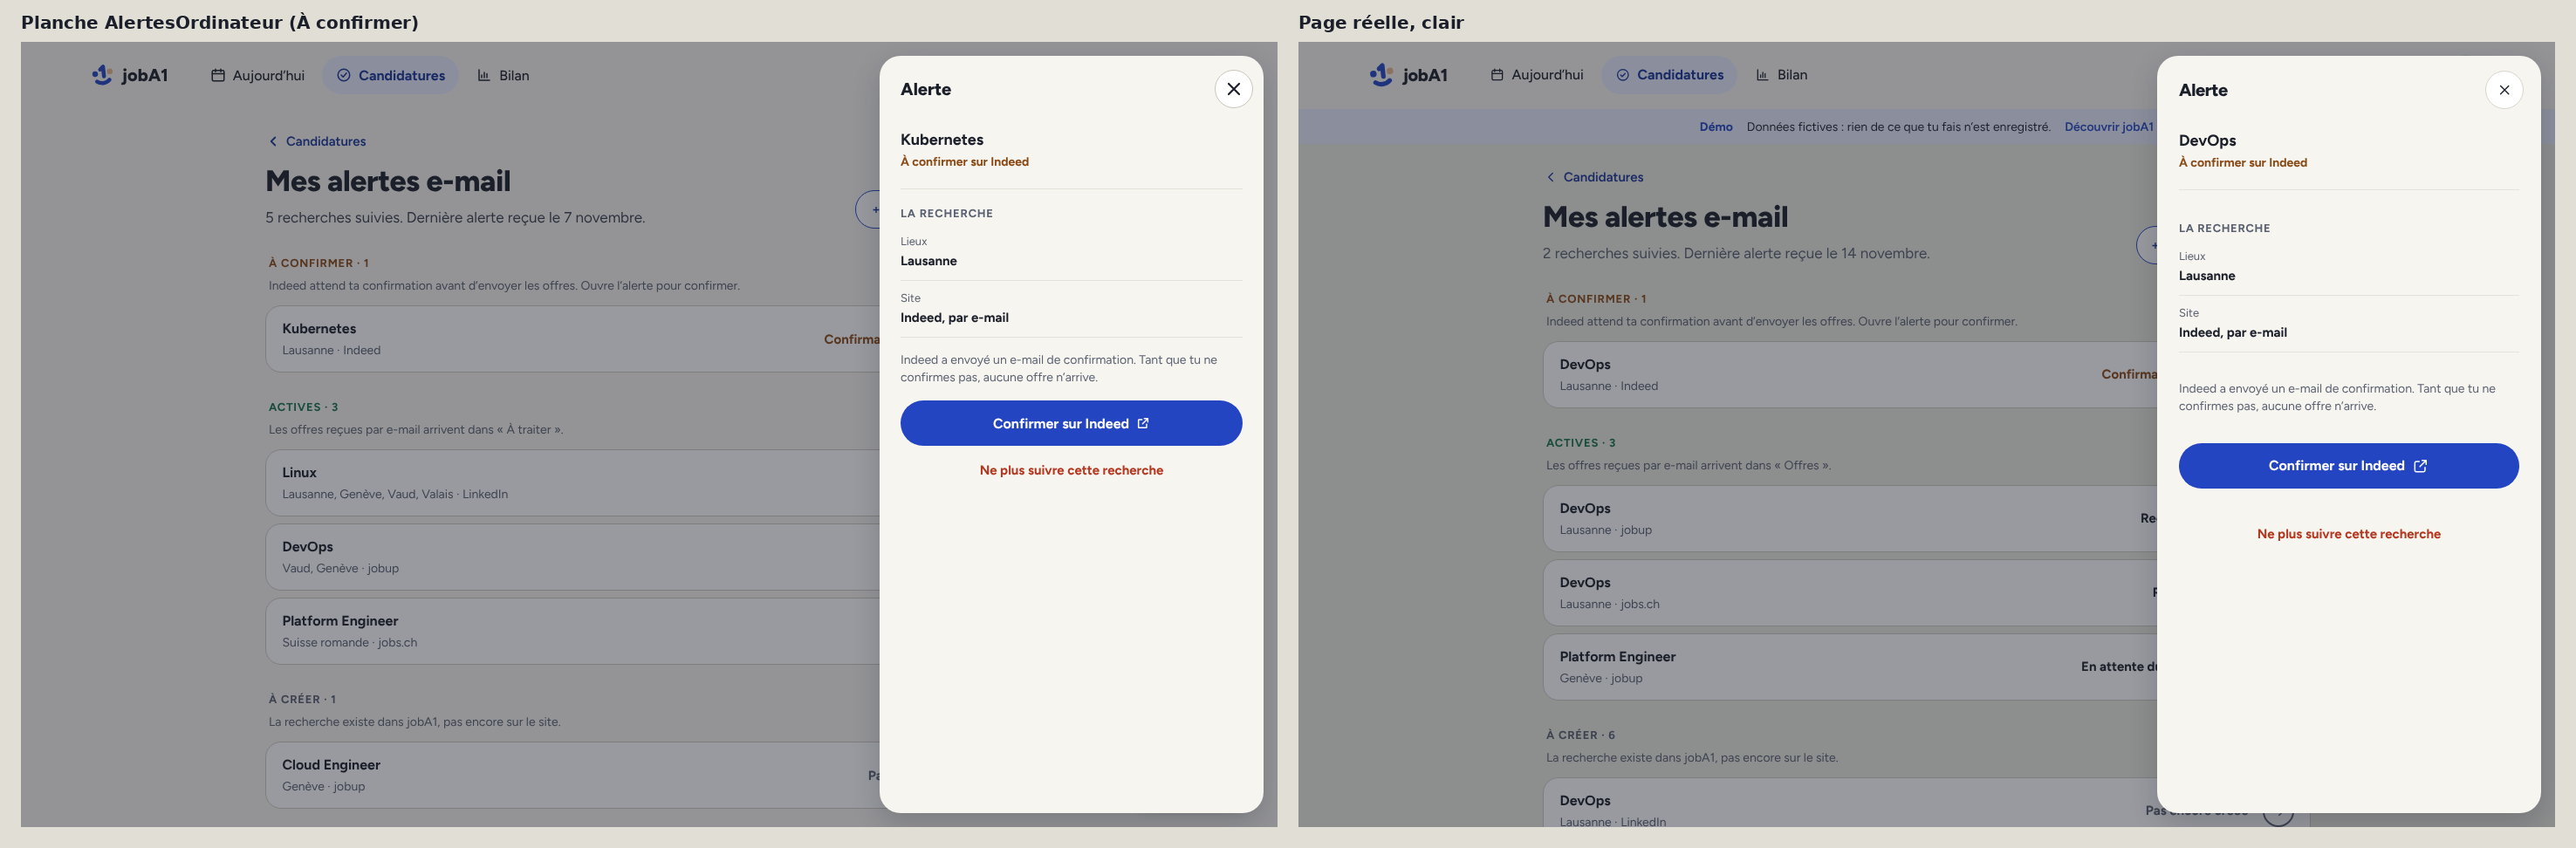 Planche AlertesOrdinateur (À confirmer)
jobA1
Aujourd'hui
Candidatures
Bilan
Candidatures
Mes alertes e-mail
5 recherches suivies. Dernière alerte reçue le 7 novembre.
À CONFIRMER · 1
Indeed attend ta confirmation avant d'envoyer les offres. Ouvre l'alerte pour confirmer.
Kubernetes
Lausanne · Indeed
ACTIVES · 3
Les offres reçues par e-mail arrivent dans « À traiter ».
Linux
Lausanne, Genève, Vaud, Valais · LinkedIn
DevOps
Vaud, Genève · jobup
Platform Engineer
Suisse romande · jobs.ch
À CRÉER · 1
La recherche existe dans jobA1, pas encore sur le site.
Cloud Engineer
Genève · jobup
Alerte
Kubernetes
À confirmer sur Indeed
LA RECHERCHE
Lieux
Lausanne
Site
Indeed, par e-mail
Indeed a envoyé un e-mail de confirmation. Tant que tu ne
confirmes pas, aucune offre n'arrive.
Confirmer sur Indeed
Ne plus suivre cette recherche
Page réelle, clair
jobA1
Aujourd'hui
Candidatures
Bilan
Démo Données fictives : rien de ce que tu fais n'est enregistré. Découvrir jobA1
Candidatures
Mes alertes e-mail
2 recherches suivies. Dernière alerte reçue le 14 novembre.
À CONFIRMER · 1
Indeed attend ta confirmation avant d'envoyer les offres. Ouvre l'alerte pour confirmer.
DevOps
Lausanne · Indeed
ACTIVES · 3
Les offres reçues par e-mail arrivent dans « Offres ».
DevOps
Lausanne · jobup
DevOps
Lausanne · jobs.ch
Platform Engineer
En attente
Genève · jobup
À CRÉER · 6
La recherche existe dans jobA1, pas encore sur le site.
DevOps
Lausanne · LinkedIn
Alerte
DevOps
À confirmer sur Indeed
LA RECHERCHE
Lieux
Lausanne
Site
Indeed, par e-mail
Indeed a envoyé un e-mail de confirmation. Tant que tu ne
confirmes pas, aucune offre n'arrive.
Confirmer sur Indeed
Ne plus suivre cette recherche